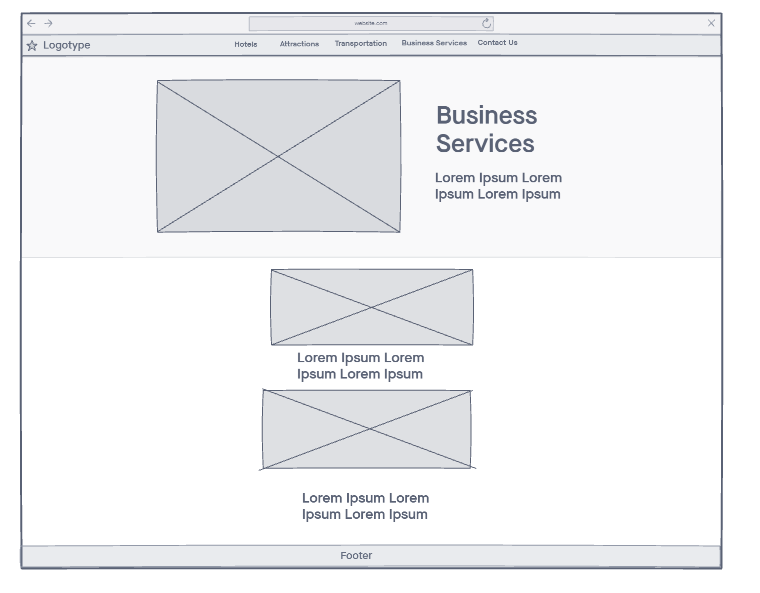 website.com
Logotype
Hotels Attractions Transportation Business Services Contact Us
Business
Services
Lorem Ipsum Lorem
Ipsum Lorem Ipsum
Lorem Ipsum Lorem
Ipsum Lorem Ipsum
Lorem Ipsum Lorem
Ipsum Lorem Ipsum
Footer